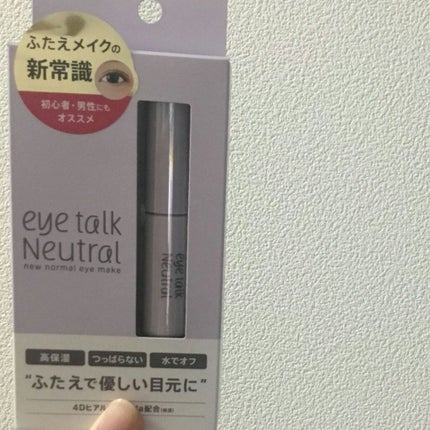 ふたえメイクの
新常識
初心者・男性にも
オススメ
eye talk
Neutral
new normal eye make
eye talk
Neutral
高保湿
つっぱらない
水でオフ
“ふたえで優しい目元に”
4Dヒアル
配合